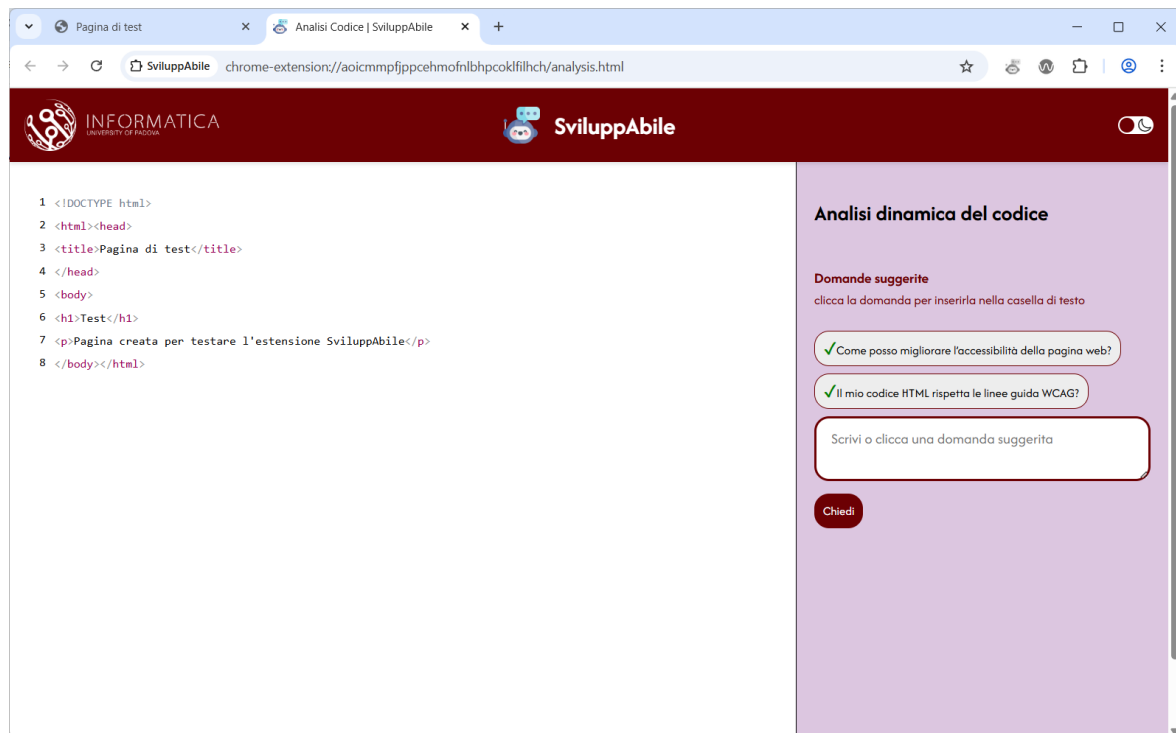 Pagina di test
Analisi Codice | SviluppAbile
SviluppAbile
chrome-extension://aoicmmpfjppcehmofnlbhpcoklfilhch/analysis.html
INFORMATICA
UNIVERSITY OF PADOVA
SviluppAbile
1 <!DOCTYPE html>
2 <html><head>
3 <title>Pagina di test</title>
4 </head>
5 <body>
6 <h1>Test</h1>
7 <p>Pagina creata per testare l'estensione SviluppAbile</p>
8 </body></html>
Analisi dinamica del codice
Domande suggerite
clicca la domanda per inserirla nella casella di testo
✓Come posso migliorare l'accessibilità della pagina web?
✓Il mio codice HTML rispetta le linee guida WCAG?
Scrivi o clicca una domanda suggerita
Chiedi